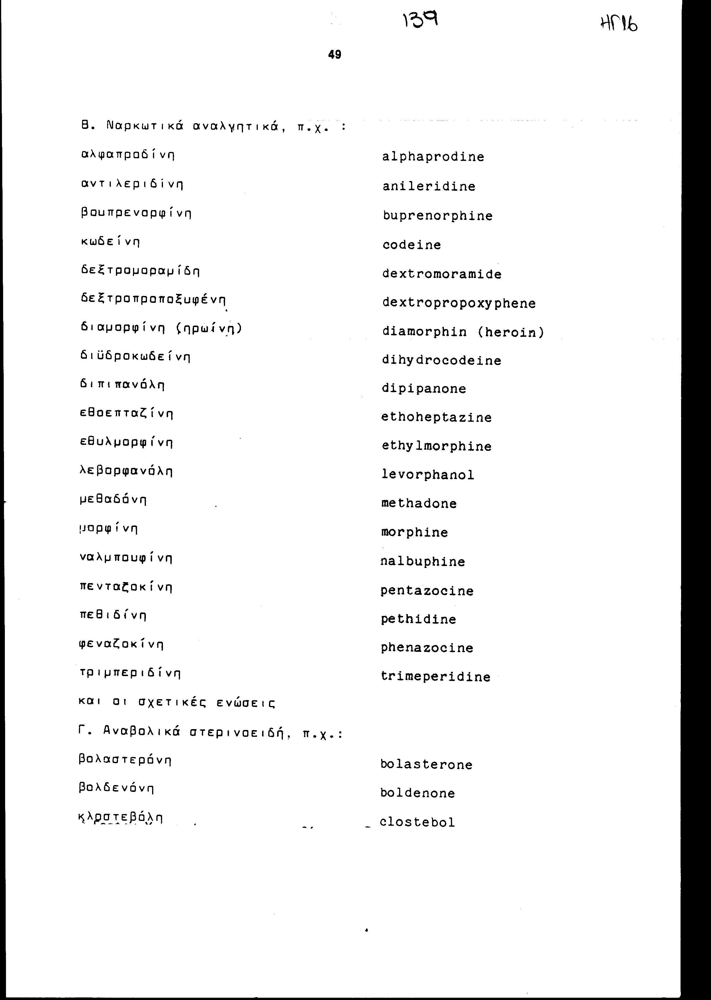 139
ΗΓ16
49
Β. Ναρκωτικά αναλγητικά, π.χ. :
αλφαπροδίνη alphaprodine
αντιλεριδίνη anileridine
βουπρενορφίνη buprenorphine
κωδείνη codeine
δεξτρομοραμίδη dextromoramide
δεξτροπροποξυφένη dextropropoxyphene
διαμορφίνη (ηρωίνη) diamorphin (heroin)
διϋδροκωδείνη dihydrocodeine
διπιπανόλη dipipanone
εθοεπταζίνη ethoheptazine
εθυλμορφίνη ethylmorphine
λεβορφανόλη levorphanol
μεθαδόνη methadone
μορφίνη morphine
ναλμπουφίνη nalbuphine
πενταζοκίνη pentazocine
πεθιδίνη pethidine
φεναζοκίνη phenazocine
τριμπεριδίνη trimeperidine
και οι σχετικές ενώσεις
Γ. Αναβολικά στερινοειδή, π.χ.:
βολαστερόνη bolasterone
βολδενόνη boldenone
κλοστεβόλη clostebol